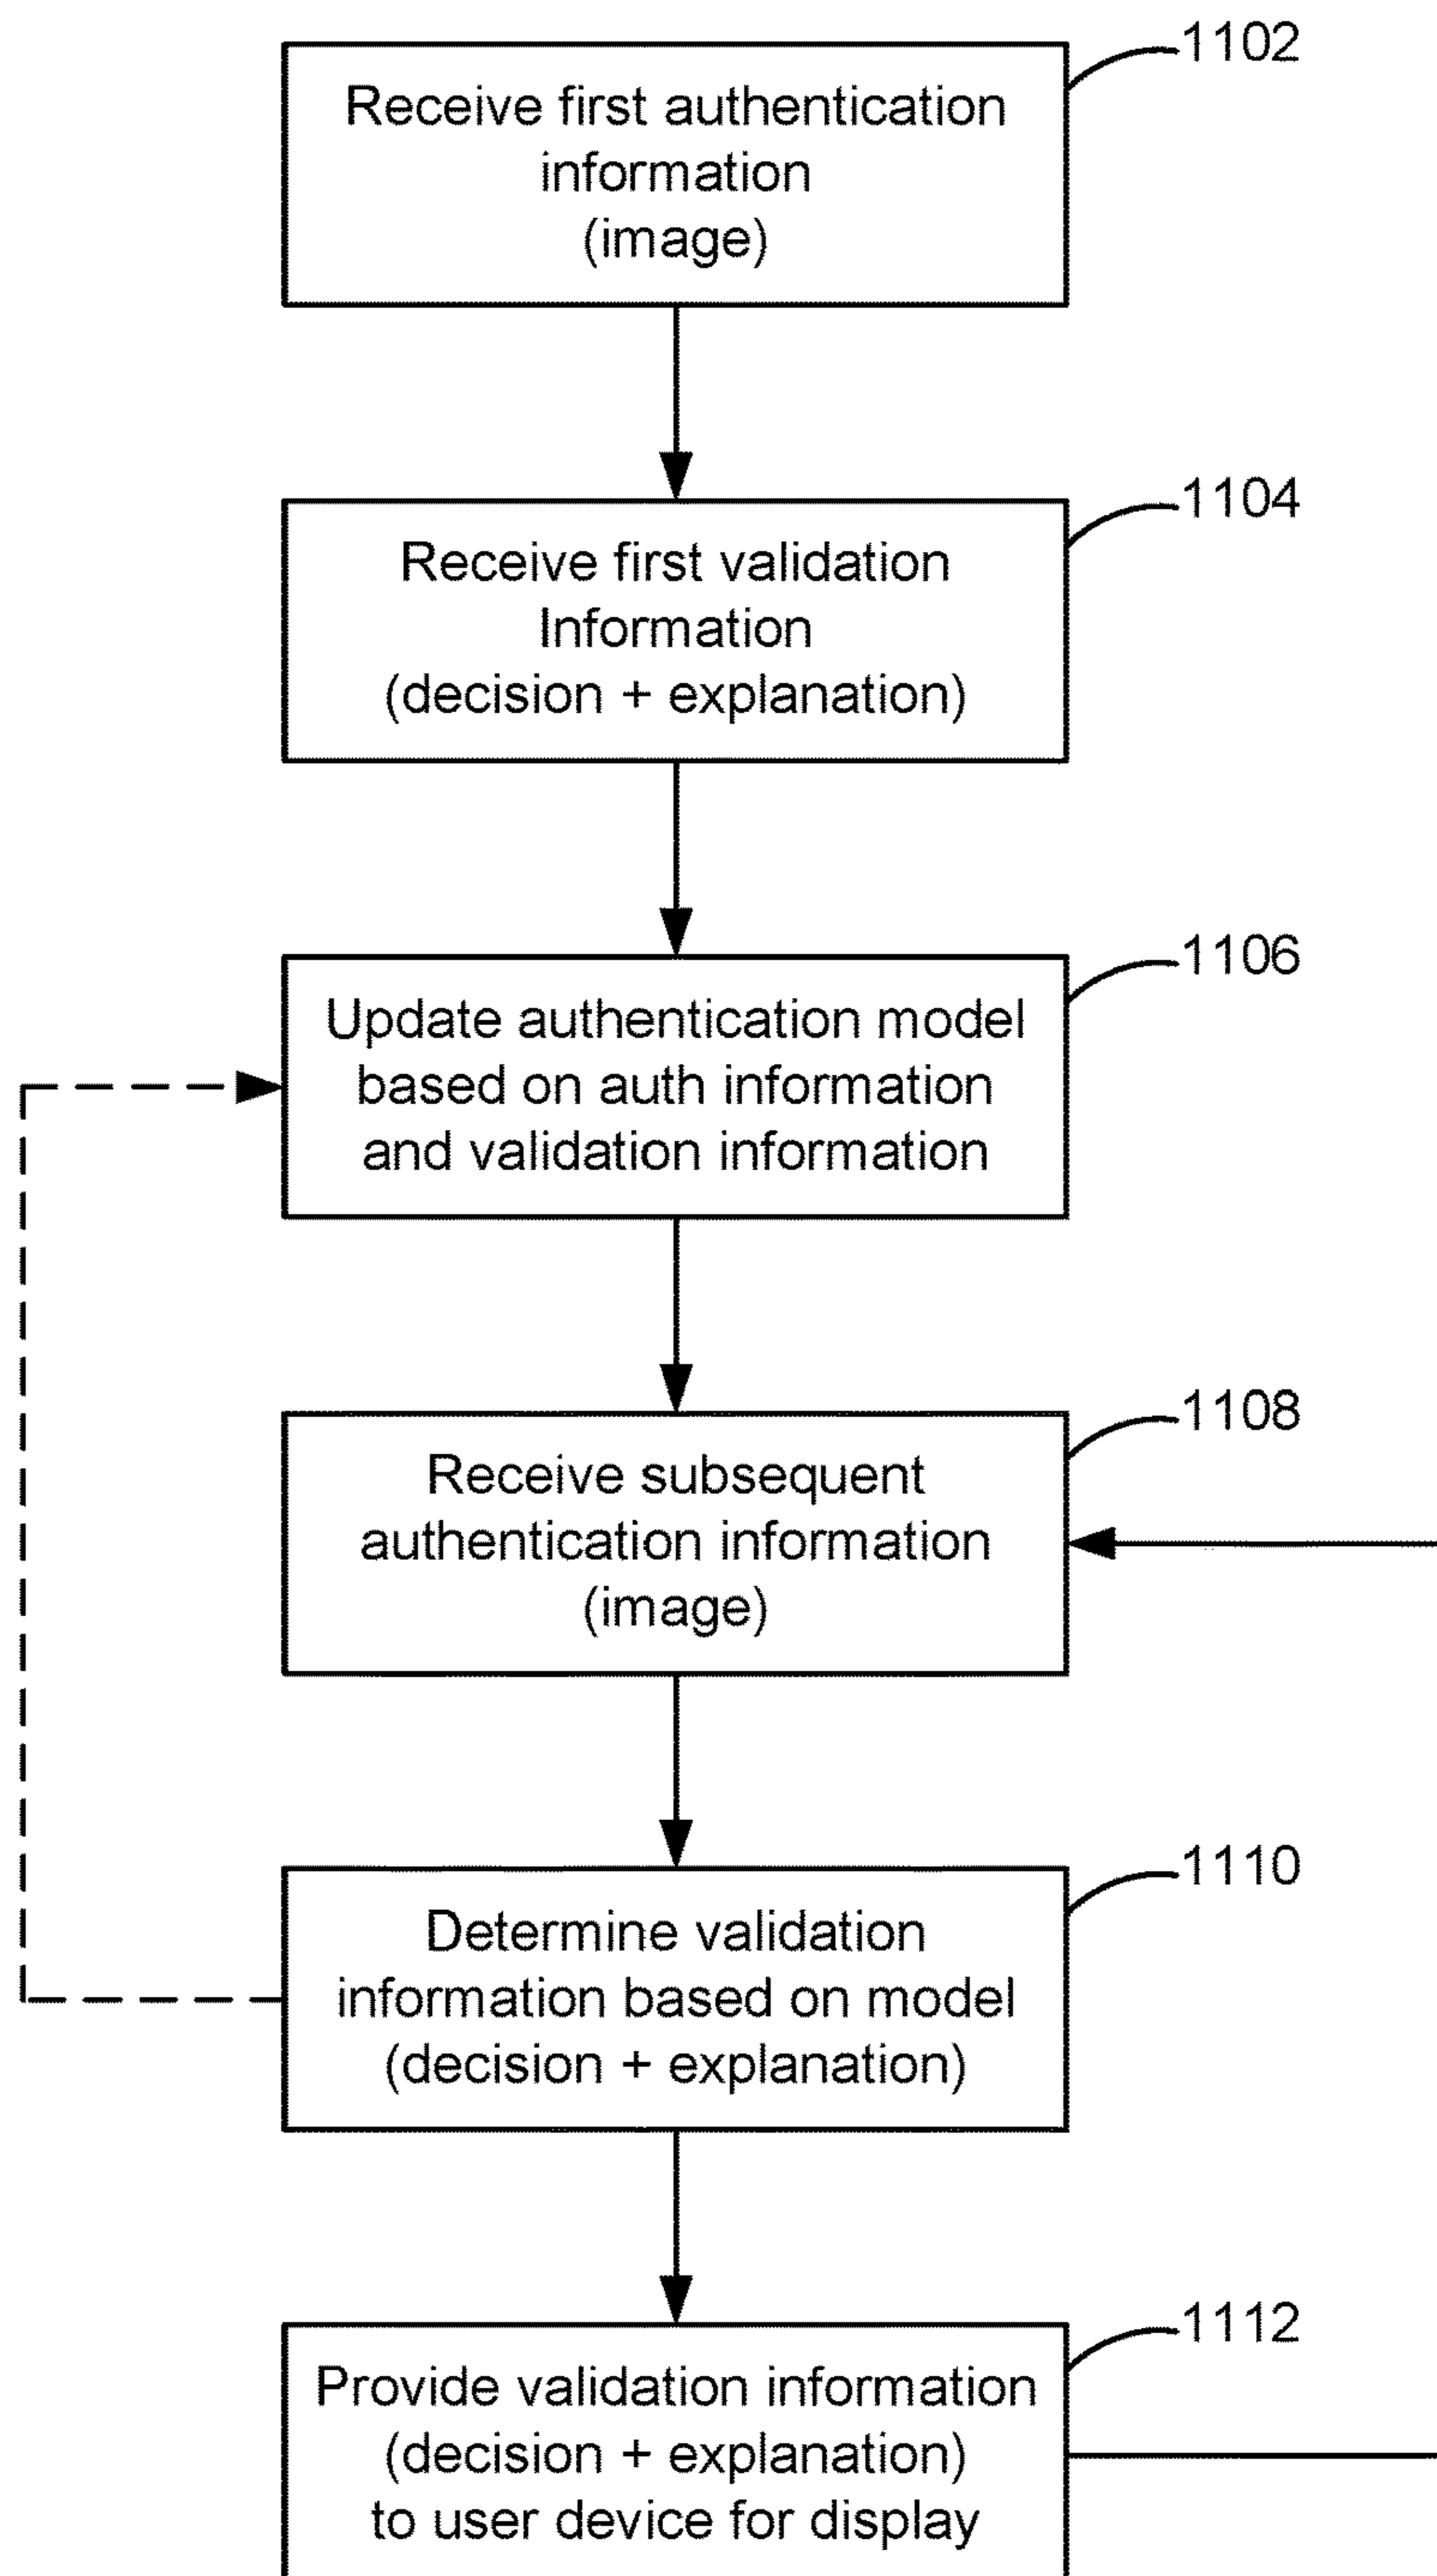 1102
Receive first authentication
information
(image)
1104
Receive first validation
Information
(decision + explanation)
1106
Update authentication model
based on auth information
and validation information
1108
Receive subsequent
authentication information
(image)
1110
Determine validation
information based on model
(decision + explanation)
1112
Provide validation information
(decision + explanation)
to user device for display